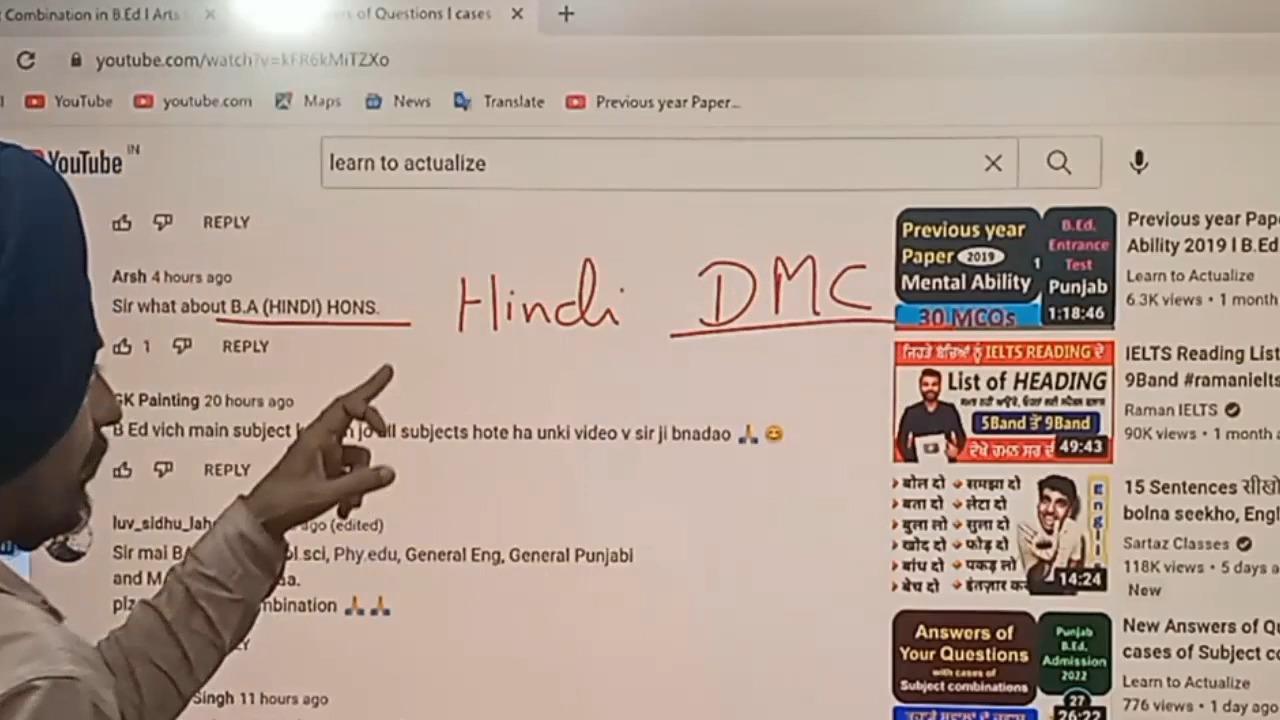 Combination in B.Ed I Arts
of Questions I cases
youtube.com/watch?v=kFR6kMiTZXo
YouTube
youtube.com
Maps
News
Translate
Previous year Paper...
YouTube IN
learn to actualize
REPLY
Arsh 4 hours ago
Sir what about B.A (HINDI) HONS.
Hindi DMC
1 REPLY
GK Painting 20 hours ago
B Ed vich main subject jo all subjects hote ha unki video v sir ji bnadao 🙏 😊
REPLY
ago (edited)
Sir mai sci, Phy.edu, General Eng, General Punjabi
and
🙏🙏
Singh 11 hours ago
Previous year
Paper 2019
Mental Ability
30 MCQs
B.Ed.
Entrance
Test
Punjab
1:18:46
Previous year Pap
Ability 2019 I B.Ed
Learn to Actualize
6.3K views • 1 month
IELTS READING ਦੇ
List of HEADING
5Band ਤੋਂ 9Band
49:43
IELTS Reading List
9Band #ramanielts
Raman IELTS
90K views • 1 month a
बोल दो समझा दो
बता दो लेटा दो
बुला लो सुला दो
खोद दो फोड़ दो
बांध दो पकड़ लो
बेच दो इंतज़ार
14:24
15 Sentences सीखो
bolna seekho, Engl
Sartaz Classes
118K views • 5 days a
New
Answers of
Your Questions
with cases of
Subject combinations
Punjab
B.Ed.
Admission
2022
27
26:22
New Answers of Qu
cases of Subject co
Learn to Actualize
776 views • 1 day ago